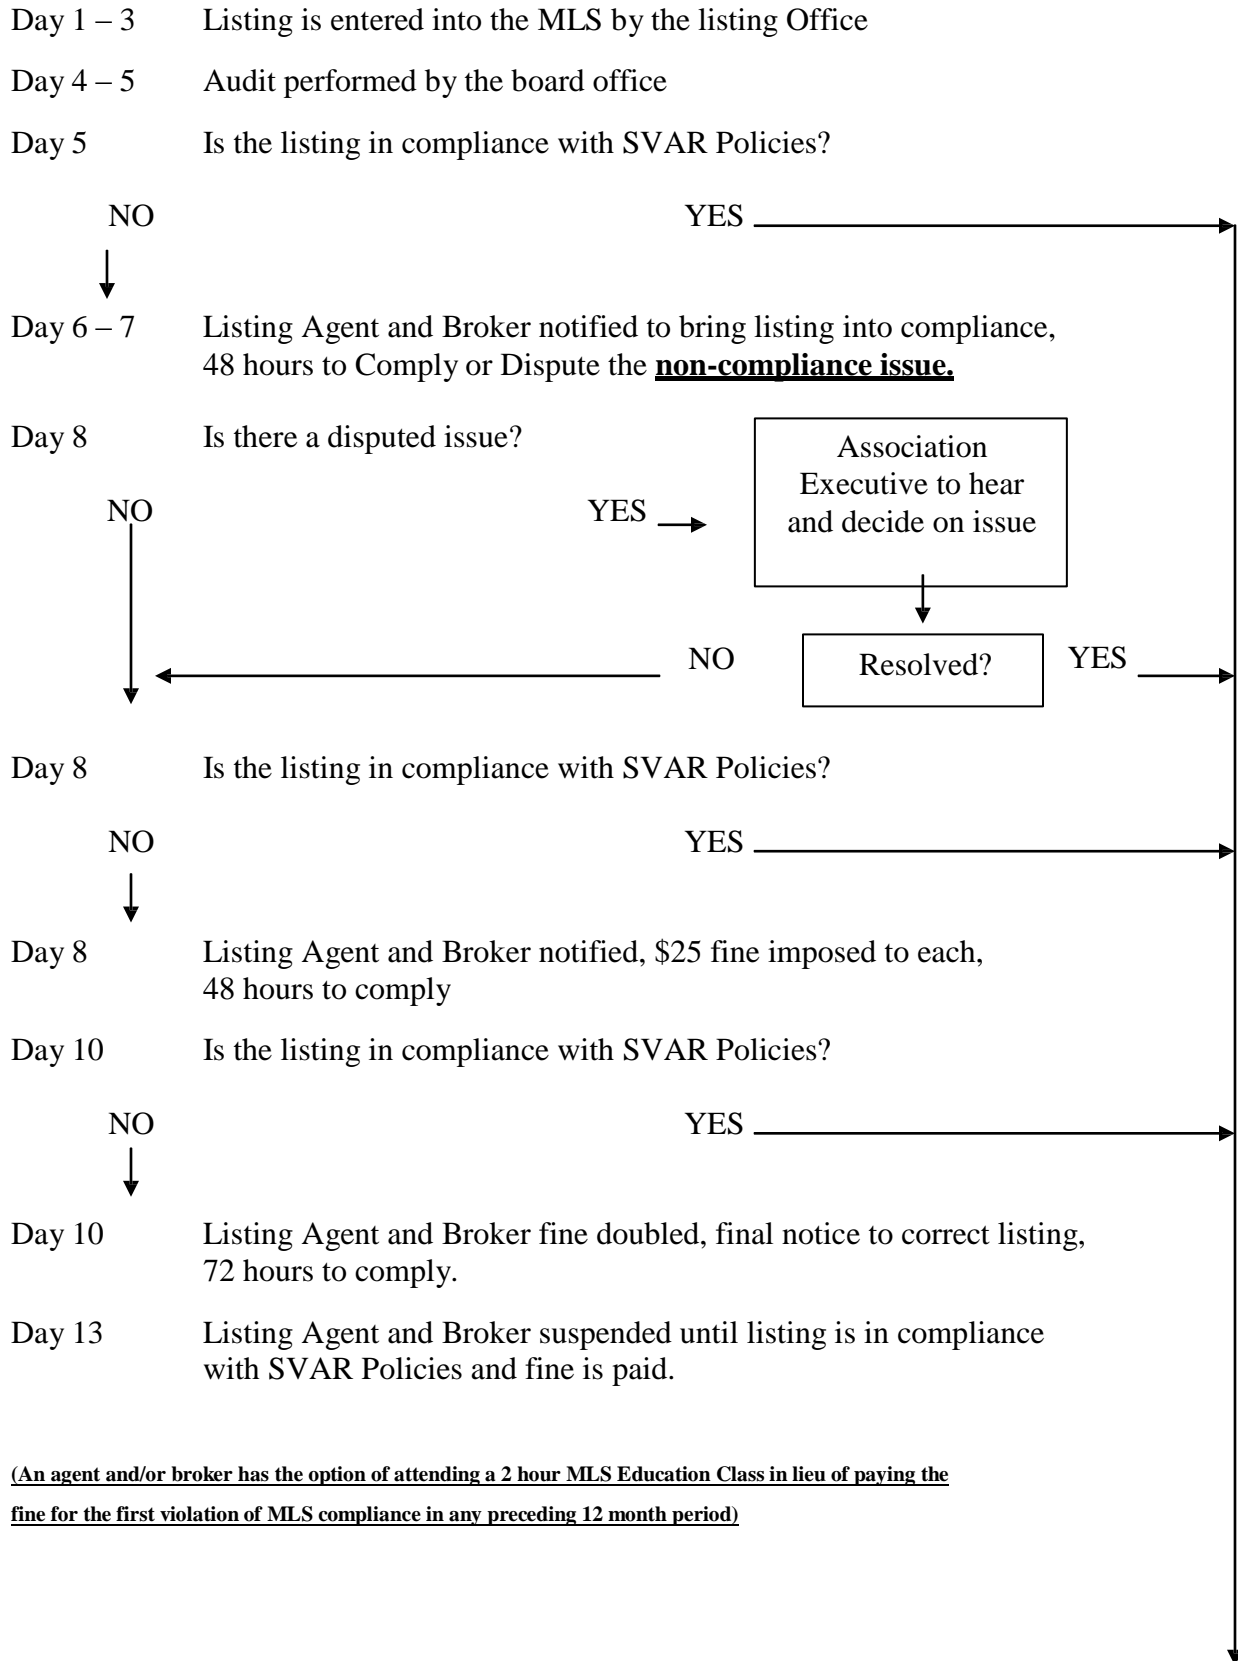 Day 1 – 3 Listing is entered into the MLS by the listing Office
Day 4 – 5 Audit performed by the board office
Day 5 Is the listing in compliance with SVAR Policies?
NO YES
Day 6 – 7 Listing Agent and Broker notified to bring listing into compliance,
48 hours to Comply or Dispute the non-compliance issue.
Day 8 Is there a disputed issue?
Association
Executive to hear
and decide on issue
NO YES
NO Resolved? YES
Day 8 Is the listing in compliance with SVAR Policies?
NO YES
Day 8 Listing Agent and Broker notified, $25 fine imposed to each,
48 hours to comply
Day 10 Is the listing in compliance with SVAR Policies?
NO YES
Day 10 Listing Agent and Broker fine doubled, final notice to correct listing,
72 hours to comply.
Day 13 Listing Agent and Broker suspended until listing is in compliance
with SVAR Policies and fine is paid.
(An agent and/or broker has the option of attending a 2 hour MLS Education Class in lieu of paying the
fine for the first violation of MLS compliance in any preceding 12 month period)